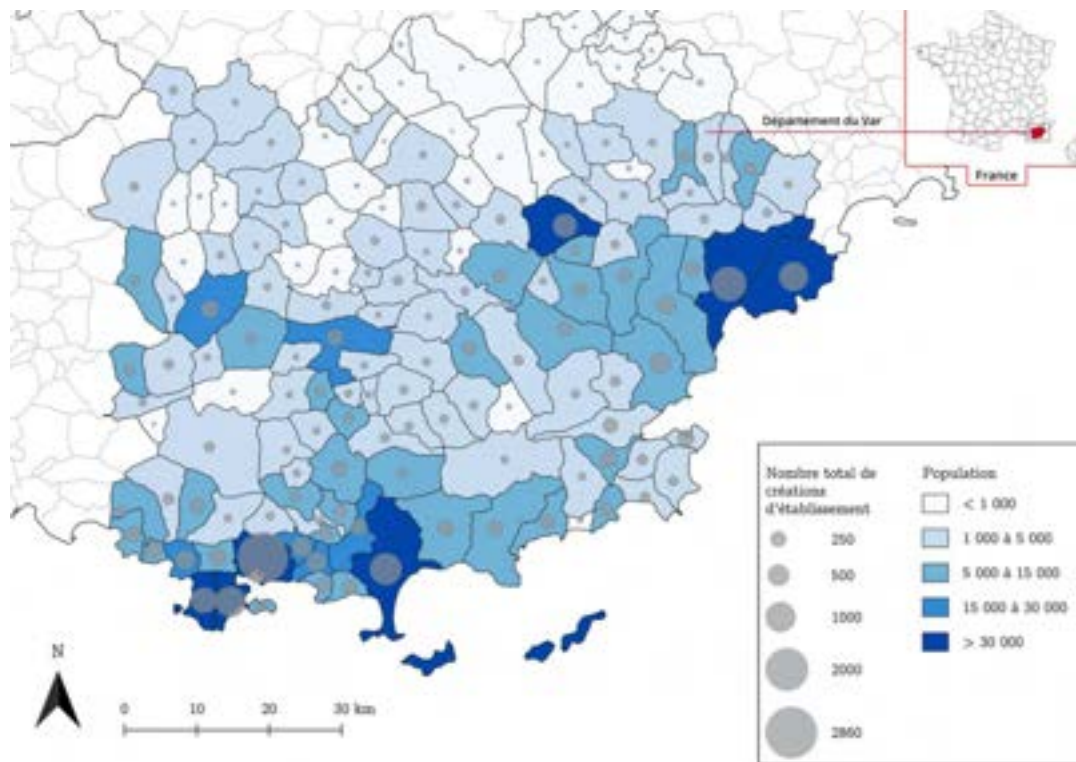 Département du Var
France
Nombre total de
créations
d'établissement
250
500
1000
2000
2860
Population
< 1 000
1 000 à 5 000
5 000 à 15 000
15 000 à 30 000
> 30 000
N
0 10 20 30 km